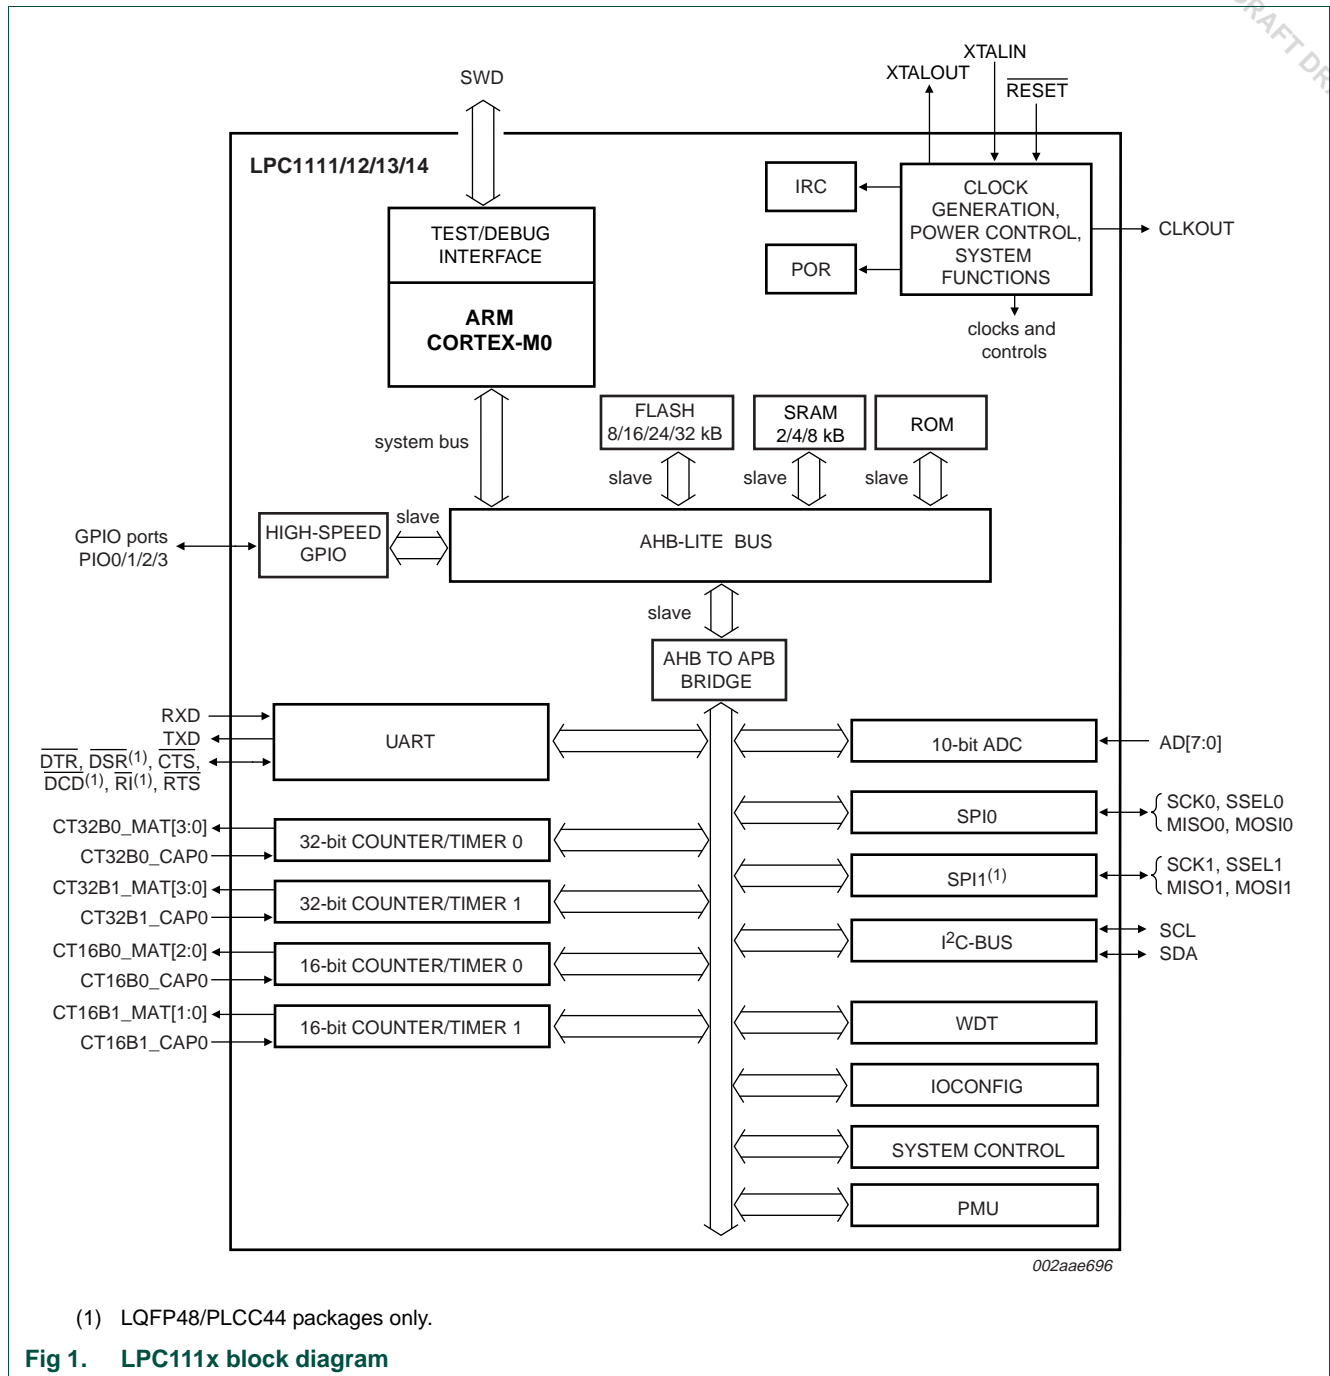 DRAFT DRA
XTALIN
XTALOUT
RESET
SWD
LPC1111/12/13/14
IRC
CLOCK
GENERATION,
POWER CONTROL,
SYSTEM
FUNCTIONS
CLKOUT
TEST/DEBUG
INTERFACE
POR
ARM
CORTEX-M0
clocks and
controls
FLASH
8/16/24/32 kB
SRAM
2/4/8 kB
ROM
system bus
slave
slave
slave
GPIO ports
PIO0/1/2/3
HIGH-SPEED
GPIO
slave
AHB-LITE BUS
slave
AHB TO APB
BRIDGE
RXD
TXD
DTR, DSR(1), CTS,
DCD(1), RI(1), RTS
UART
10-bit ADC
AD[7:0]
SPI0
SCK0, SSEL0
MISO0, MOSI0
CT32B0_MAT[3:0]
CT32B0_CAP0
32-bit COUNTER/TIMER 0
SPI1(1)
SCK1, SSEL1
MISO1, MOSI1
CT32B1_MAT[3:0]
CT32B1_CAP0
32-bit COUNTER/TIMER 1
I2C-BUS
SCL
SDA
CT16B0_MAT[2:0]
CT16B0_CAP0
16-bit COUNTER/TIMER 0
CT16B1_MAT[1:0]
CT16B1_CAP0
16-bit COUNTER/TIMER 1
WDT
IOCONFIG
SYSTEM CONTROL
PMU
002aae696
(1) LQFP48/PLCC44 packages only.
Fig 1. LPC111x block diagram